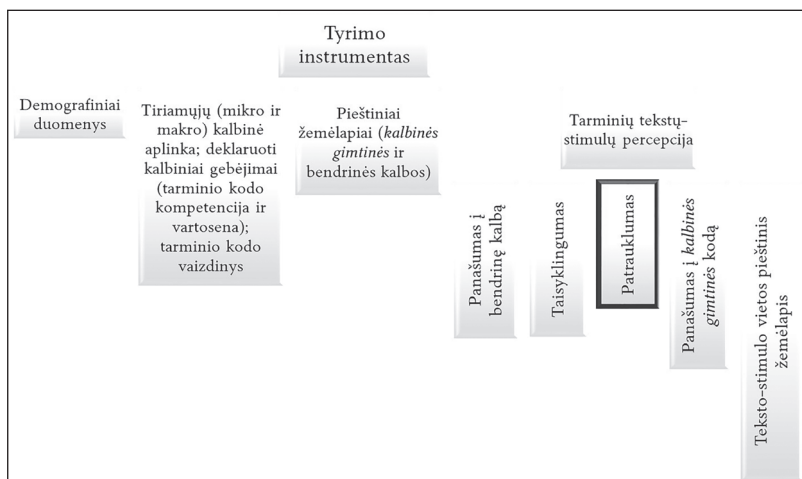 Tyrimo
instrumentas
Demografiniai
duomenys
Tiriamųjų (mikro ir
makro) kalbinė
aplinka; deklaruoti
kalbiniai gebėjimai
(tarminio kodo
kompetencija ir
vartosena);
tarminio kodo
vaizdinys
Pieštiniai
žemėlapiai (kalbinės
gimtinės ir
bendrinės kalbos)
Tarminių tekstų–
stimulų percepcija
Panašumas į
bendrinę kalbą
Taisyklingumas
Patrauklumas
Panašumas į kalbinės
gimtinės kodą
Teksto–stimulo vietos pieštinis
žemėlapis